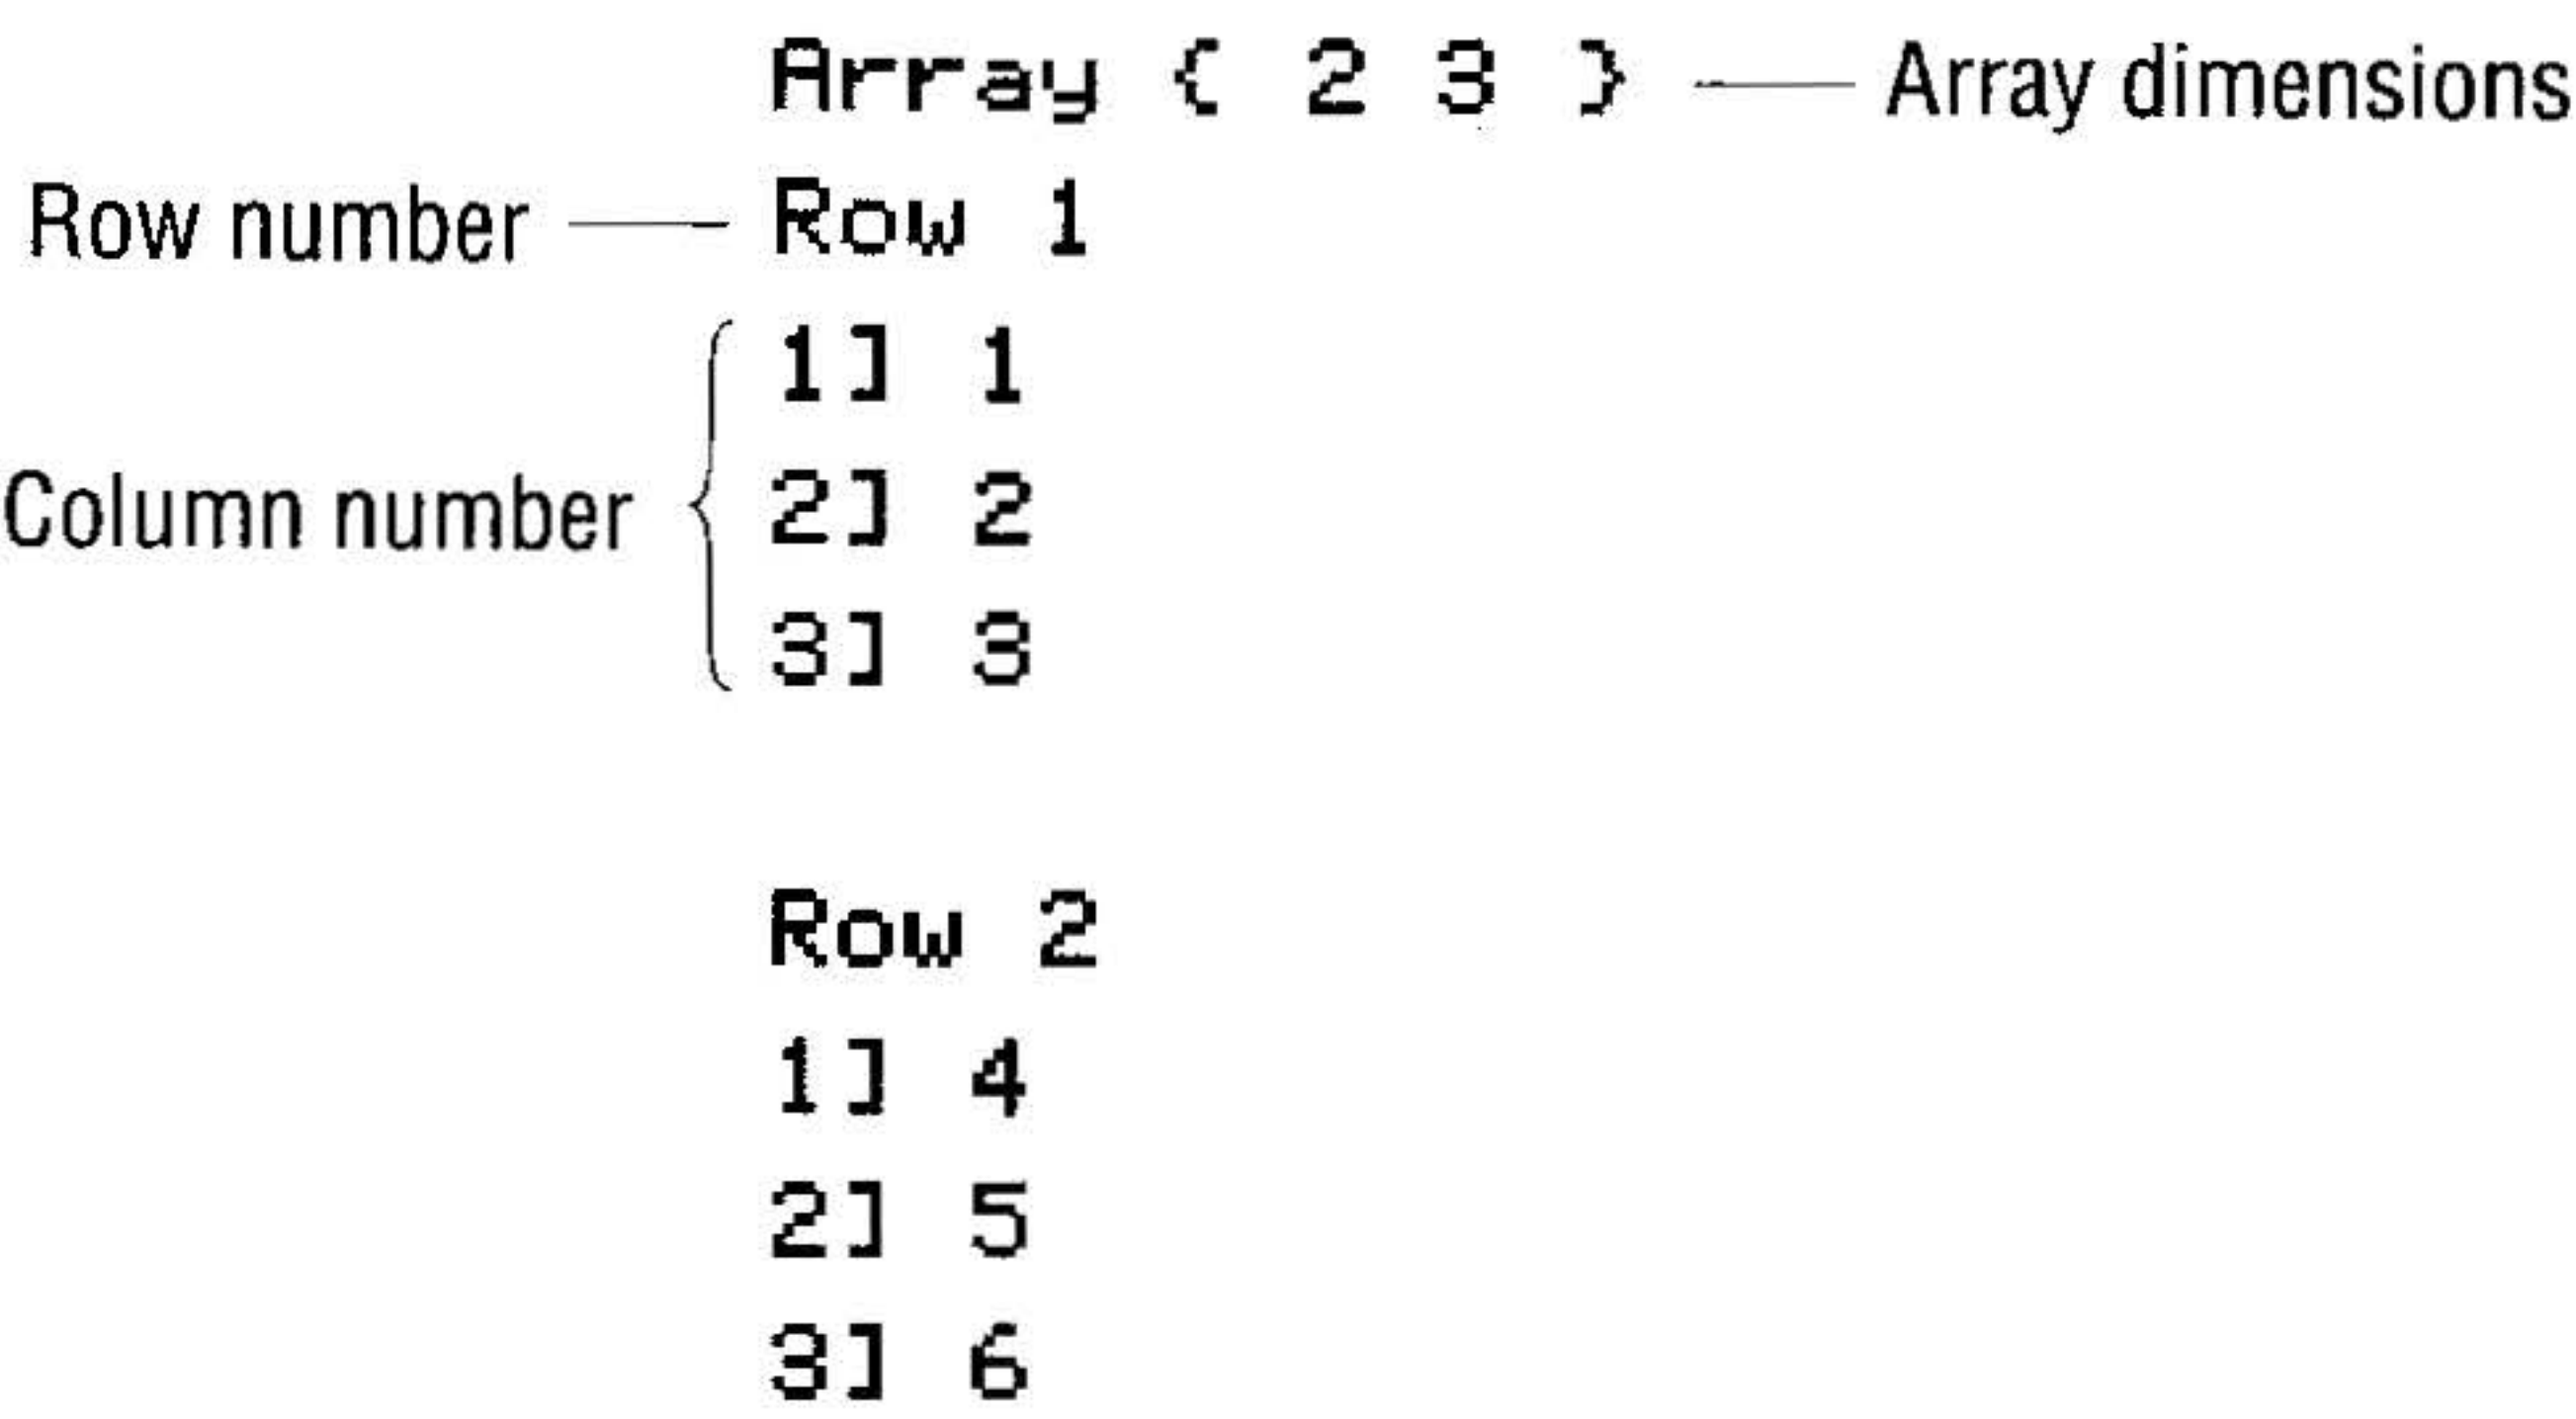 Array { 2 3 } Array dimensions
Row number Row 1
1] 1
Column number 2] 2
3] 3
Row 2
1] 4
2] 5
3] 6